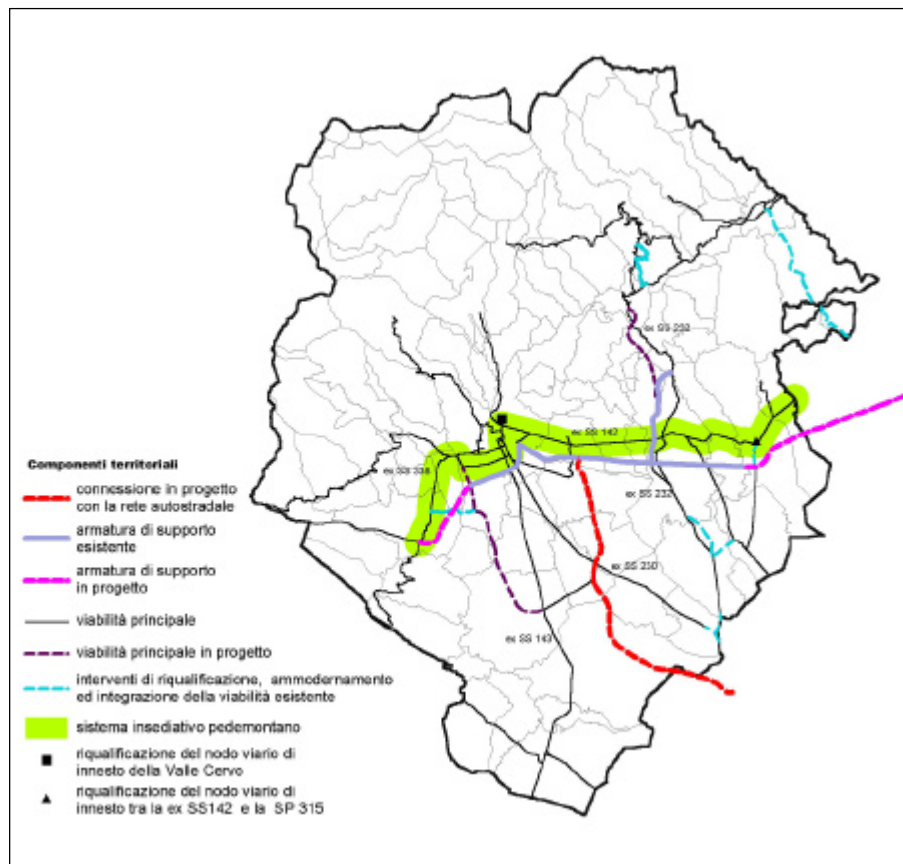 ex SS 232
ex SS 142
ex SS 338
ex SS 232
ex SS 230
ex SS 143
Componenti territoriali
connessione in progetto
con la rete autostradale
armatura di supporto
esistente
armatura di supporto
in progetto
viabilità principale
viabilità principale in progetto
interventi di riqualificazione, ammodernamento
ed integrazione della viabilità esistente
sistema insediativo pedemontano
riqualificazione del nodo viario di
innesto della Valle Cervo
riqualificazione del nodo viario di
innesto tra la ex SS142 e la SP 315